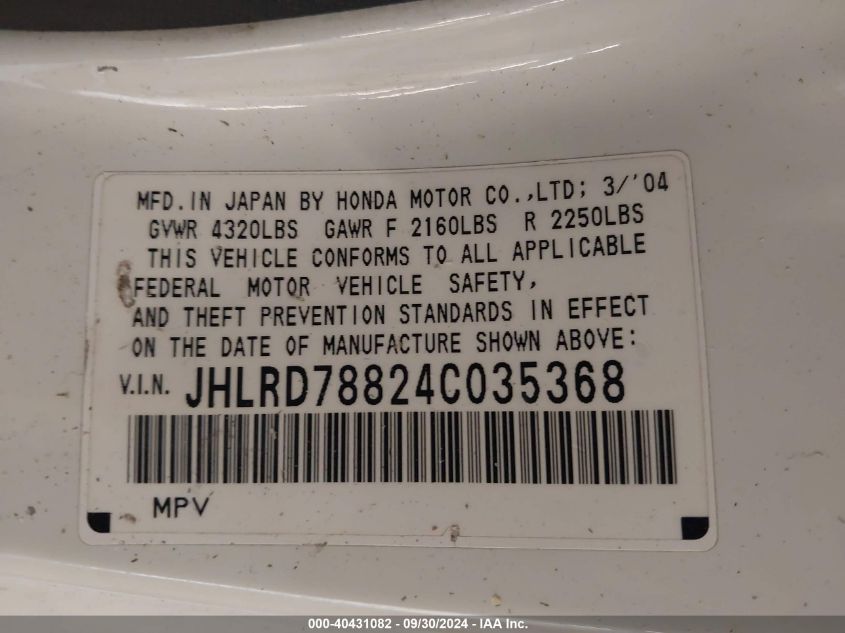 MFD.IN JAPAN BY HONDA MOTOR CO.,LTD; 3/'04
GVWR 4320LBS GAWR F 2160LBS R 2250LBS
THIS VEHICLE CONFORMS TO ALL APPLICABLE
FEDERAL MOTOR VEHICLE SAFETY,
AND THEFT PREVENTION STANDARDS IN EFFECT
ON THE DATE OF MANUFACTURE SHOWN ABOVE:
V.I.N. JHLRD78824C035368
MPV
000-40431082 - 09/30/2024 - IAA Inc.